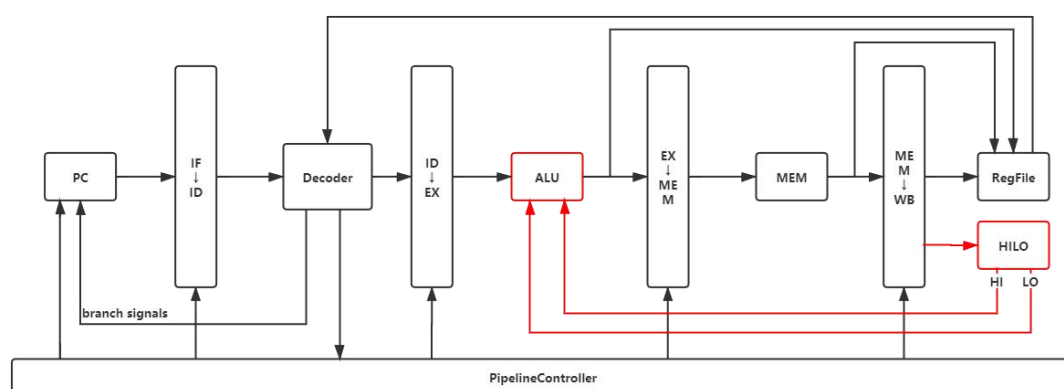 IF
↓
ID
ID
↓
EX
EX
↓
ME
M
ME
M
↓
WB
PC
Decoder
ALU
MEM
RegFile
HILO
HI LO
branch signals
PipelineController